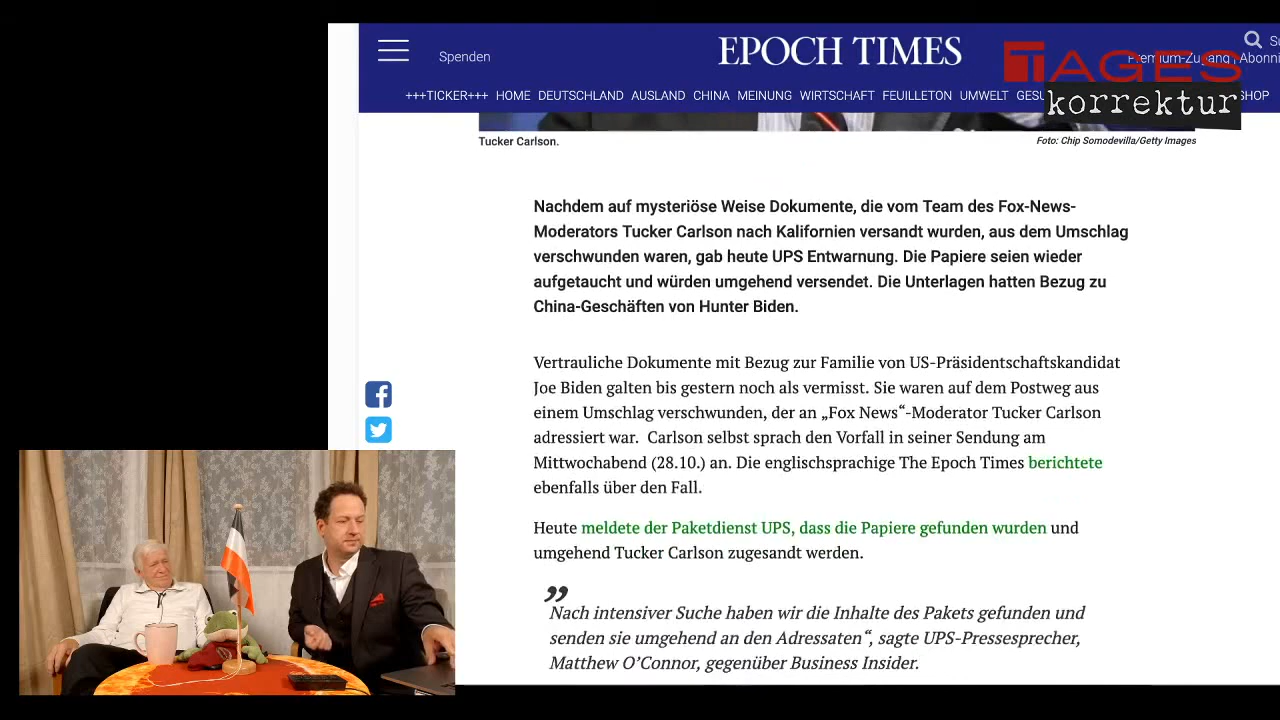 EPOCH TIMES
Spenden
Premium-Zugang | Abonni
TAGES
korrektur
+++TICKER+++ HOME DEUTSCHLAND AUSLAND CHINA MEINUNG WIRTSCHAFT FEUILLETON UMWELT GESU SHOP
Tucker Carlson.
Foto: Chip Somodevilla/Getty Images
Nachdem auf mysteriöse Weise Dokumente, die vom Team des Fox-News-
Moderators Tucker Carlson nach Kalifornien versandt wurden, aus dem Umschlag
verschwunden waren, gab heute UPS Entwarnung. Die Papiere seien wieder
aufgetaucht und würden umgehend versendet. Die Unterlagen hatten Bezug zu
China-Geschäften von Hunter Biden.
Vertrauliche Dokumente mit Bezug zur Familie von US-Präsidentschaftskandidat
Joe Biden galten bis gestern noch als vermisst. Sie waren auf dem Postweg aus
einem Umschlag verschwunden, der an „Fox News“-Moderator Tucker Carlson
adressiert war. Carlson selbst sprach den Vorfall in seiner Sendung am
Mittwochabend (28.10.) an. Die englischsprachige The Epoch Times berichtete
ebenfalls über den Fall.
Heute meldete der Paketdienst UPS, dass die Papiere gefunden wurden und
umgehend Tucker Carlson zugesandt werden.
”
Nach intensiver Suche haben wir die Inhalte des Pakets gefunden und
senden sie umgehend an den Adressaten“, sagte UPS-Pressesprecher,
Matthew O’Connor, gegenüber Business Insider.